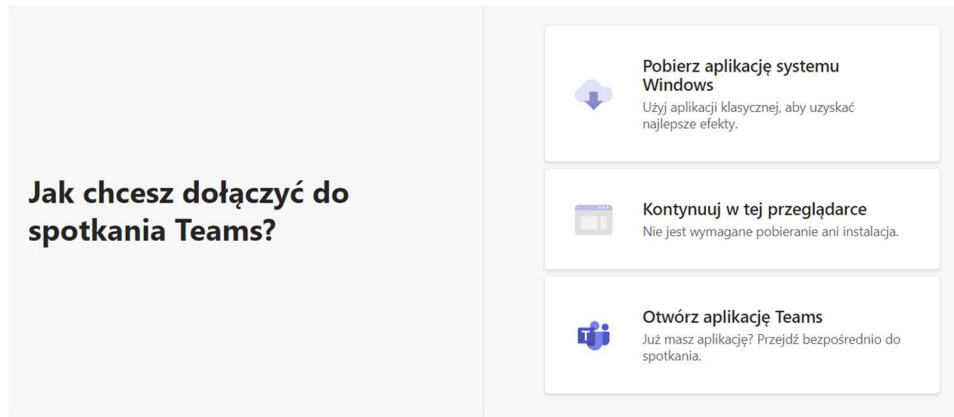 Jak chcesz dołączyć do
spotkania Teams?
Pobierz aplikację systemu
Windows
Użyj aplikacji klasycznej, aby uzyskać
najlepsze efekty.
Kontynuuj w tej przeglądarce
Nie jest wymagane pobieranie ani instalacja.
Otwórz aplikację Teams
Już masz aplikację? Przejdź bezpośrednio do
spotkania.